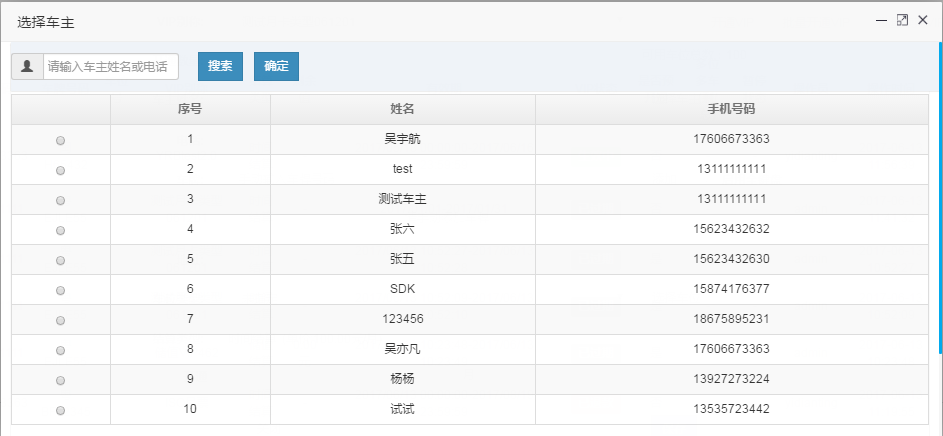 选择车主
请输入车主姓名或电话 搜索 确定
序号 姓名 手机号码
1 吴宇航 17606673363
2 test 13111111111
3 测试车主 13111111111
4 张六 15623432632
5 张五 15623432630
6 SDK 15874176377
7 123456 18675895231
8 吴亦凡 17606673363
9 杨杨 13927273224
10 试试 13535723442